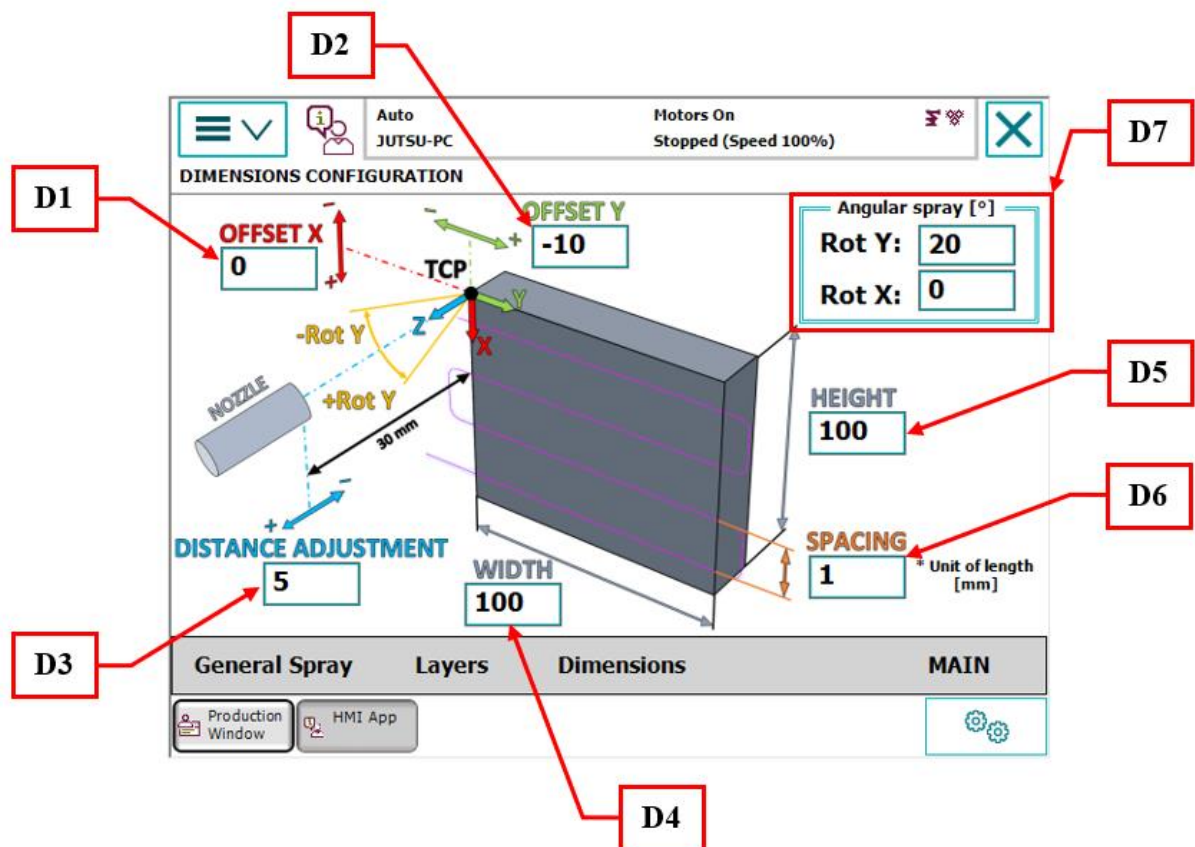 D2
Auto
JUTSU-PC
Motors On
Stopped (Speed 100%)
D7
DIMENSIONS CONFIGURATION
D1
OFFSET X
0
-
+
-
+
OFFSET Y
-10
Angular spray [°]
Rot Y: 20
Rot X: 0
TCP
Z
Y
X
-Rot Y
+Rot Y
NOZZLE
30 mm
HEIGHT
100
D5
D6
-
+
DISTANCE ADJUSTMENT
5
WIDTH
100
SPACING
1
* Unit of length
[mm]
D3
General Spray Layers Dimensions MAIN
Production
Window
HMI App
D4